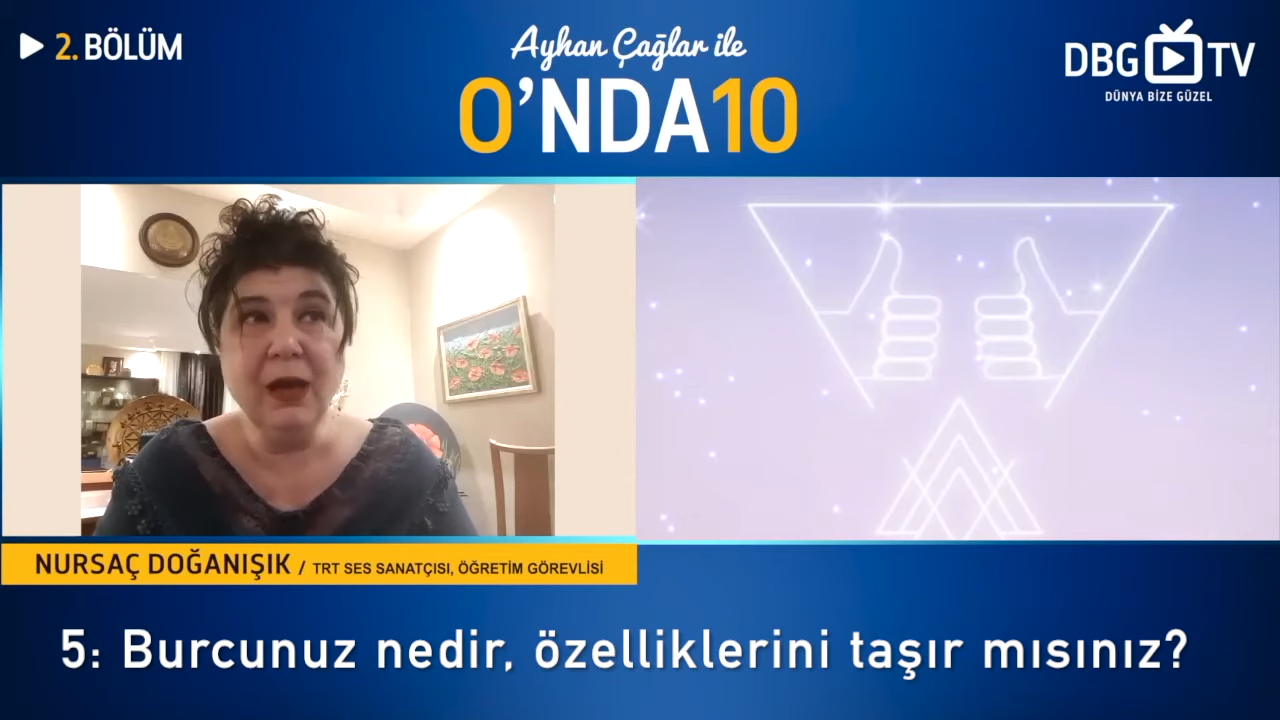 2. BÖLÜM
Ayhan Çağlar ile
O'NDA10
DBG TV
DÜNYA BİZE GÜZEL
NURSAÇ DOĞANIŞIK / TRT SES SANATÇISI, ÖĞRETİM GÖREVLİSİ
5: Burcunuz nedir, özelliklerini taşır mısınız?